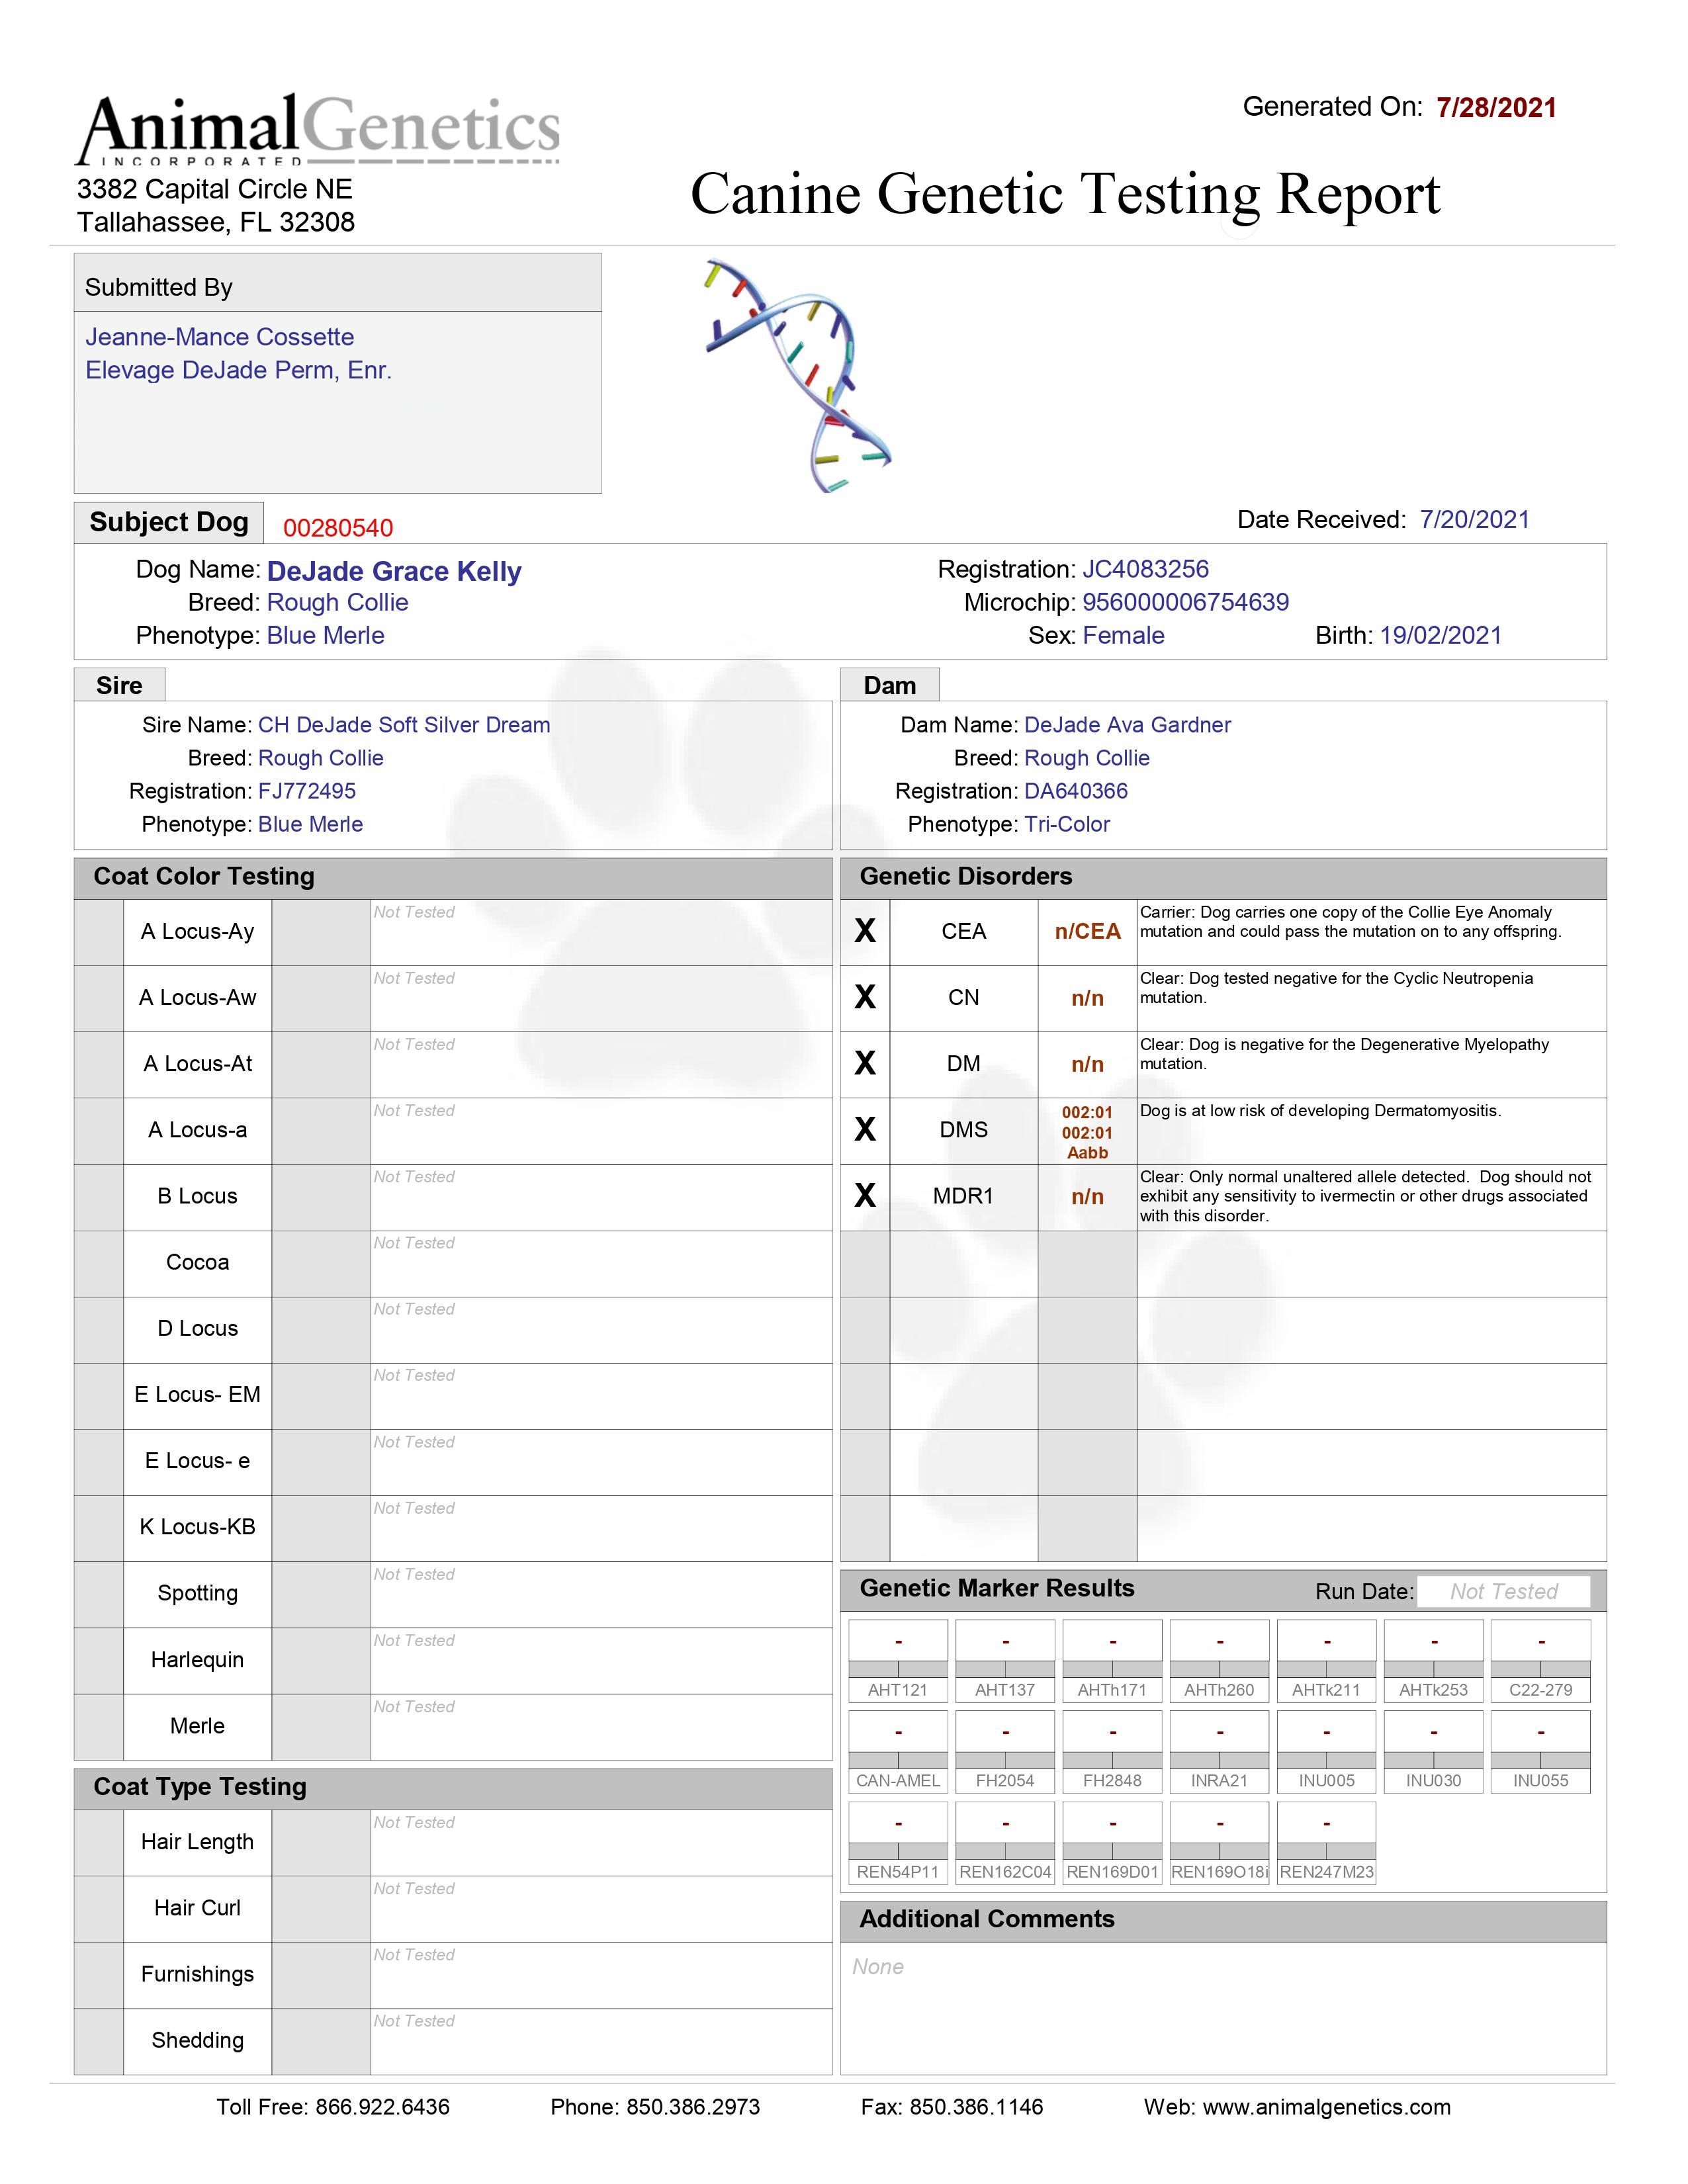 AnimalGenetics
INCORPORATED
3382 Capital Circle NE
Tallahassee, FL 32308
Generated On: 7/28/2021
Canine Genetic Testing Report
Submitted By
Jeanne-Mance Cossette
Elevage DeJade Perm, Enr.
Subject Dog 00280540
Date Received: 7/20/2021
Dog Name: DeJade Grace Kelly
Breed: Rough Collie
Phenotype: Blue Merle
Registration: JC4083256
Microchip: 956000006754639
Sex: Female Birth: 19/02/2021
Sire
Sire Name: CH DeJade Soft Silver Dream
Breed: Rough Collie
Registration: FJ772495
Phenotype: Blue Merle
Dam
Dam Name: DeJade Ava Gardner
Breed: Rough Collie
Registration: DA640366
Phenotype: Tri-Color
Coat Color Testing
A Locus-Ay Not Tested
A Locus-Aw Not Tested
A Locus-At Not Tested
A Locus-a Not Tested
B Locus Not Tested
Cocoa Not Tested
D Locus Not Tested
E Locus- EM Not Tested
E Locus- e Not Tested
K Locus-KB Not Tested
Spotting Not Tested
Harlequin Not Tested
Merle Not Tested
Coat Type Testing
Hair Length Not Tested
Hair Curl Not Tested
Furnishings Not Tested
Shedding Not Tested
Genetic Disorders
X CEA n/CEA Carrier: Dog carries one copy of the Collie Eye Anomaly
mutation and could pass the mutation on to any offspring.
X CN n/n Clear: Dog tested negative for the Cyclic Neutropenia
mutation.
X DM n/n Clear: Dog is negative for the Degenerative Myelopathy
mutation.
X DMS 002:01
002:01
Aabb
Dog is at low risk of developing Dermatomyositis.
X MDR1 n/n Clear: Only normal unaltered allele detected. Dog should not
exhibit any sensitivity to ivermectin or other drugs associated
with this disorder.
Genetic Marker Results Run Date: Not Tested
- - - - - - -
AHT121 AHT137 AHTh171 AHTh260 AHTk211 AHTk253 C22-279
- - - - - - -
CAN-AMEL FH2054 FH2848 INRA21 INU005 INU030 INU055
- - - - -
REN54P11 REN162C04 REN169D01 REN169O18i REN247M23
Additional Comments
None
Toll Free: 866.922.6436 Phone: 850.386.2973 Fax: 850.386.1146 Web: www.animalgenetics.com